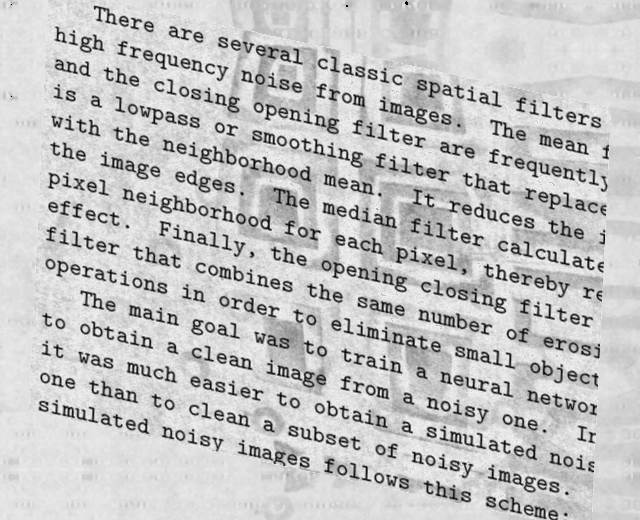 There are several classic spatial filters
high frequency noise from images. The mean f
and the closing opening filter are frequently
is a lowpass or smoothing filter that replace
with the neighborhood mean. It reduces the i
the image edges. The median filter calculate
pixel neighborhood for each pixel, thereby re
effect. Finally, the opening closing filter
filter that combines the same number of erosi
operations in order to eliminate small object
The main goal was to train a neural networ
to obtain a clean image from a noisy one. In
it was much easier to obtain a simulated nois
one than to clean a subset of noisy images.
simulated noisy images follows this scheme: